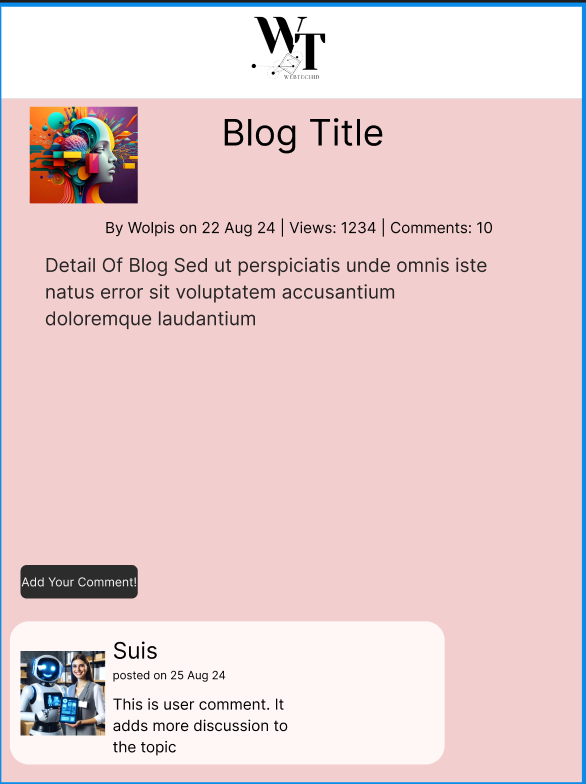 WT
WEBTECHID
Blog Title
By Wolpis on 22 Aug 24 | Views: 1234 | Comments: 10
Detail Of Blog Sed ut perspiciatis unde omnis iste
natus error sit voluptatem accusantium
doloremque laudantium
Add Your Comment!
Suis
posted on 25 Aug 24
This is user comment. It
adds more discussion to
the topic